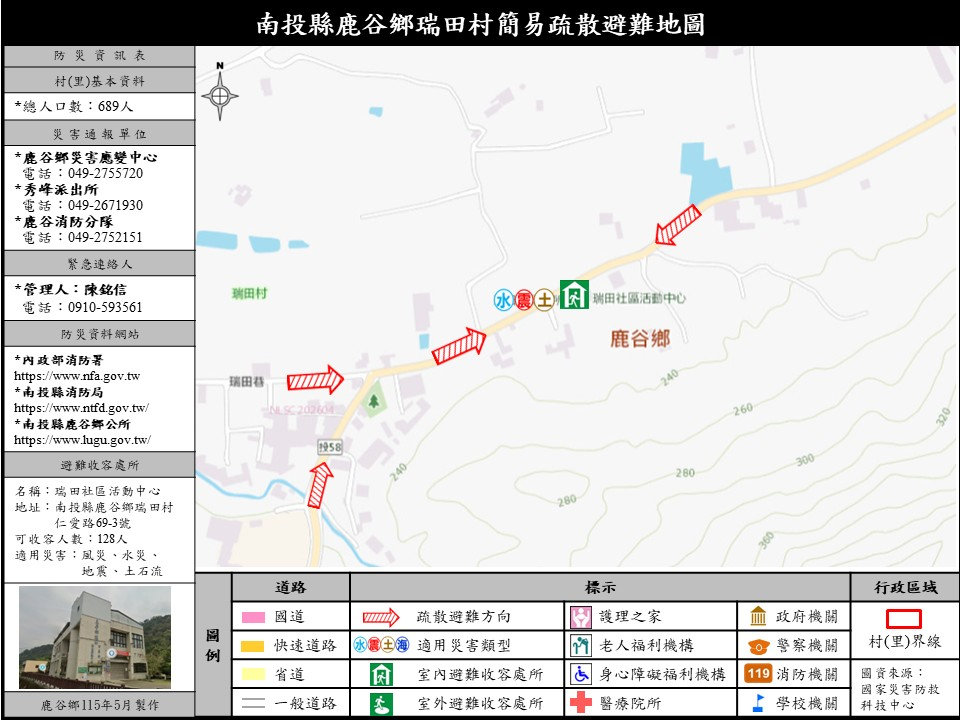 南投縣鹿谷鄉瑞田村簡易疏散避難地圖
防災資訊表
村(里)基本資料
*總人口數：689人
災害通報單位
*鹿谷鄉災害應變中心
電話：049-2755720
*秀峰派出所
電話：049-2671930
*鹿谷消防分隊
電話：049-2752151
緊急連絡人
*管理人：陳銘信
電話：0910-593561
防災資料網站
*內政部消防署
https://www.nfa.gov.tw
*南投縣消防局
https://www.ntfd.gov.tw/
*南投縣鹿谷鄉公所
https://www.lugu.gov.tw/
避難收容處所
名稱：瑞田社區活動中心
地址：南投縣鹿谷鄉瑞田村
仁愛路69-3號
可收容人數：128人
適用災害：風災、水災、
地震、土石流
鹿谷鄉115年5月製作
N
瑞田村
水 震 土
瑞田社區活動中心
鹿谷鄉
瑞田巷
投58
240
240
260
280
280
300
320
360
圖例
道路
國道
快速道路
省道
一般道路
標示
疏散避難方向
水 震 土 海 適用災害類型
室內避難收容處所
室外避難收容處所
護理之家
老人福利機構
身心障礙福利機構
醫療院所
政府機關
警察機關
119 消防機關
學校機關
行政區域
村(里)界線
圖資來源：
國家災害防救
科技中心